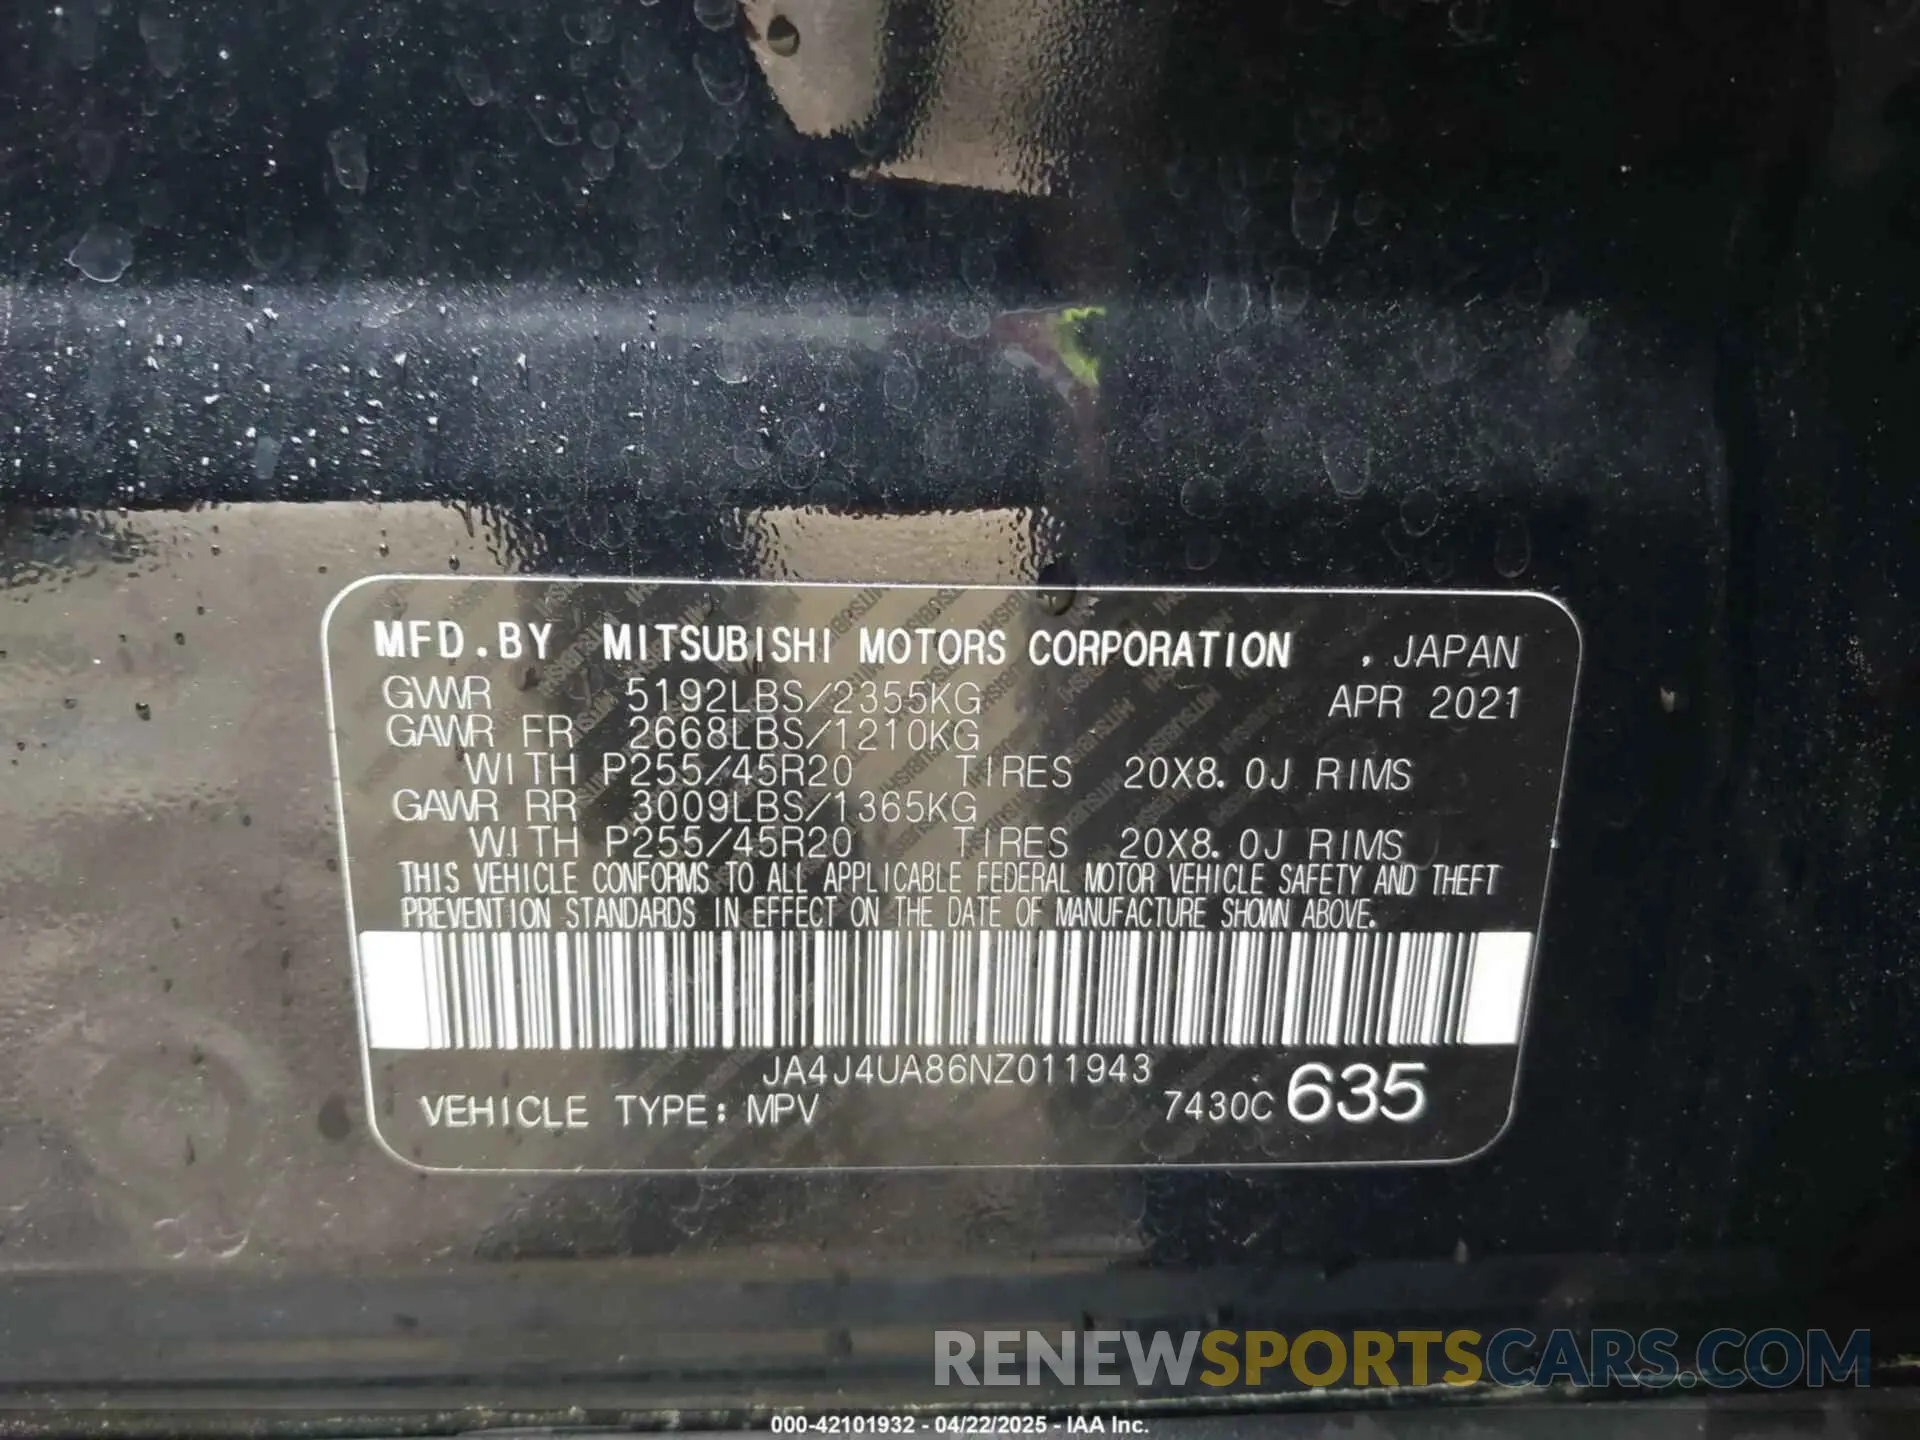 MFD.BY MITSUBISHI MOTORS CORPORATION , JAPAN
GVWR 5192LBS/2355KG APR 2021
GAWR FR 2668LBS/1210KG
WITH P255/45R20 TIRES 20X8.0J RIMS
GAWR RR 3009LBS/1365KG
WITH P255/45R20 TIRES 20X8.0J RIMS
THIS VEHICLE CONFORMS TO ALL APPLICABLE FEDERAL MOTOR VEHICLE SAFETY AND THEFT
PREVENTION STANDARDS IN EFFECT ON THE DATE OF MANUFACTURE SHOWN ABOVE.
JA4J4UA86NZ011943
VEHICLE TYPE: MPV 7430C 635
RENEWSPORTSCARS.COM
000-42101932 - 04/22/2025 - IAA Inc.